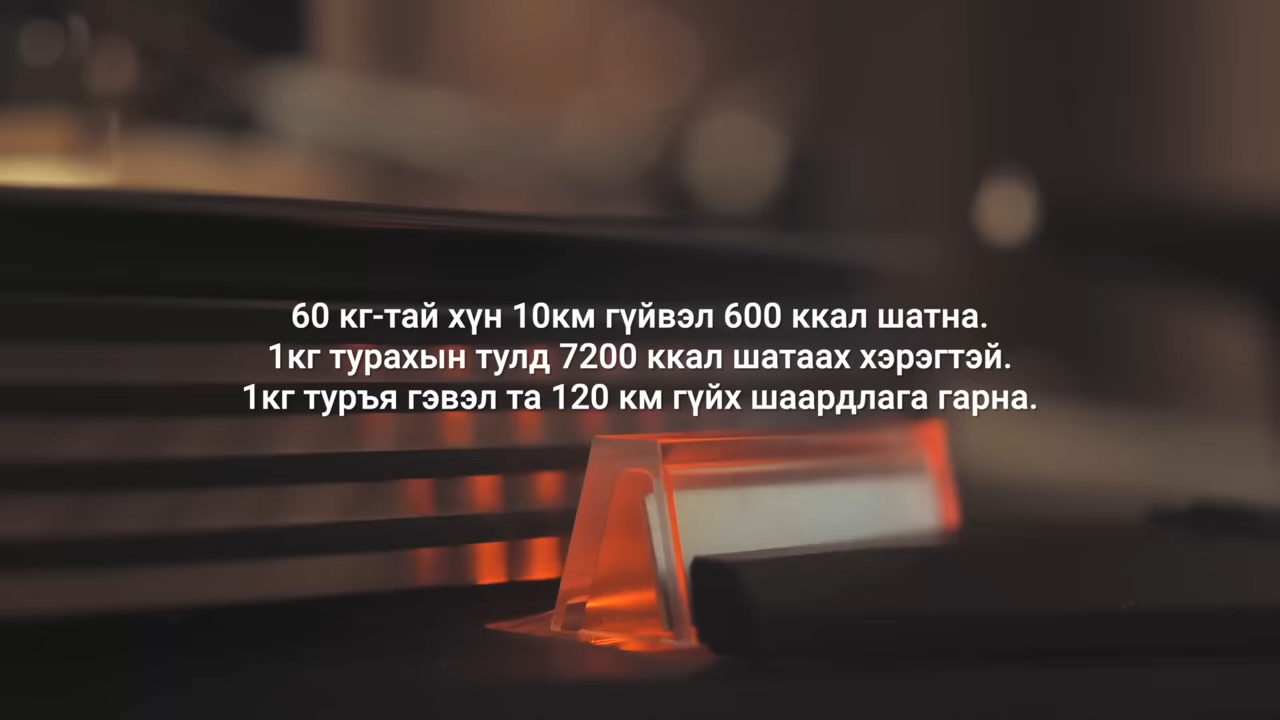 60 кг-тай хүн 10км гүйвэл 600 ккал шатна.
1кг турахын тулд 7200 ккал шатаах хэрэгтэй.
1кг туръя гэвэл та 120 км гүйх шаардлага гарна.